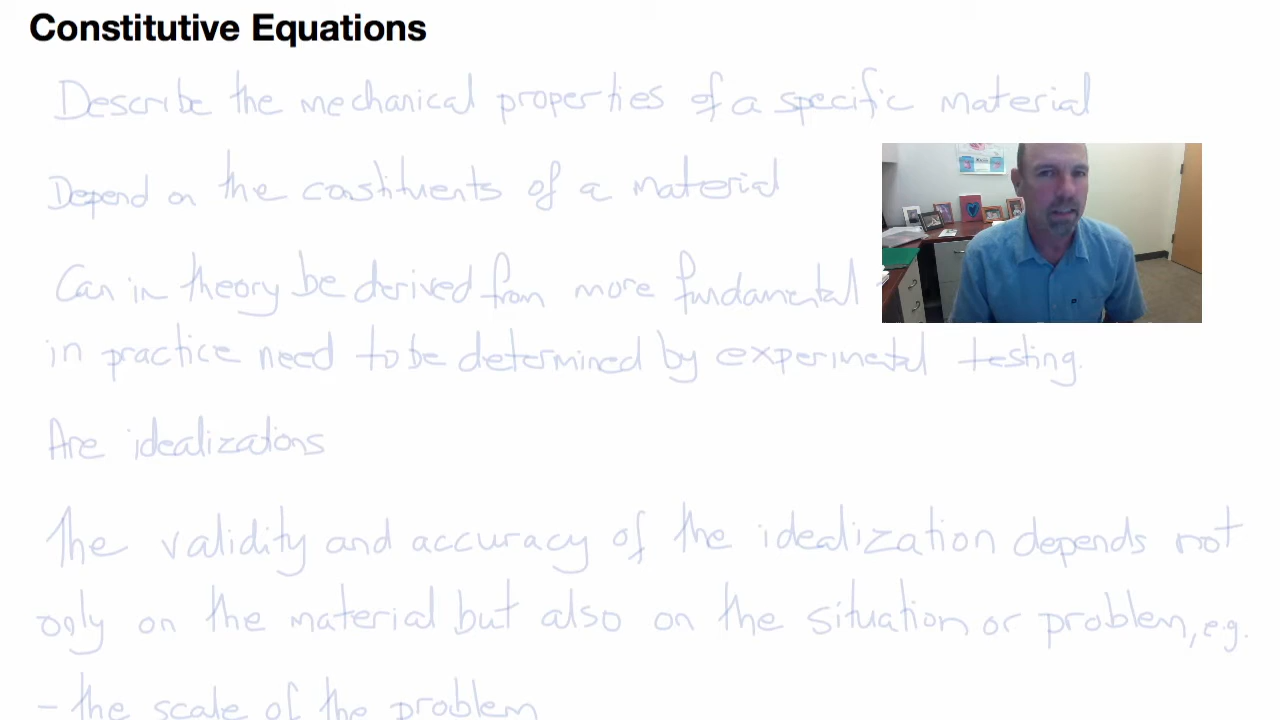 Constitutive Equations
Describe the mechanical properties of a specific material
Depend on the constituents of a material
Can in theory be derived from more fundamental
in practice need to be determined by experimental testing.
Are idealizations
The validity and accuracy of the idealization depends not
only on the material but also on the situation or problem, e.g.
- the scale of the problem